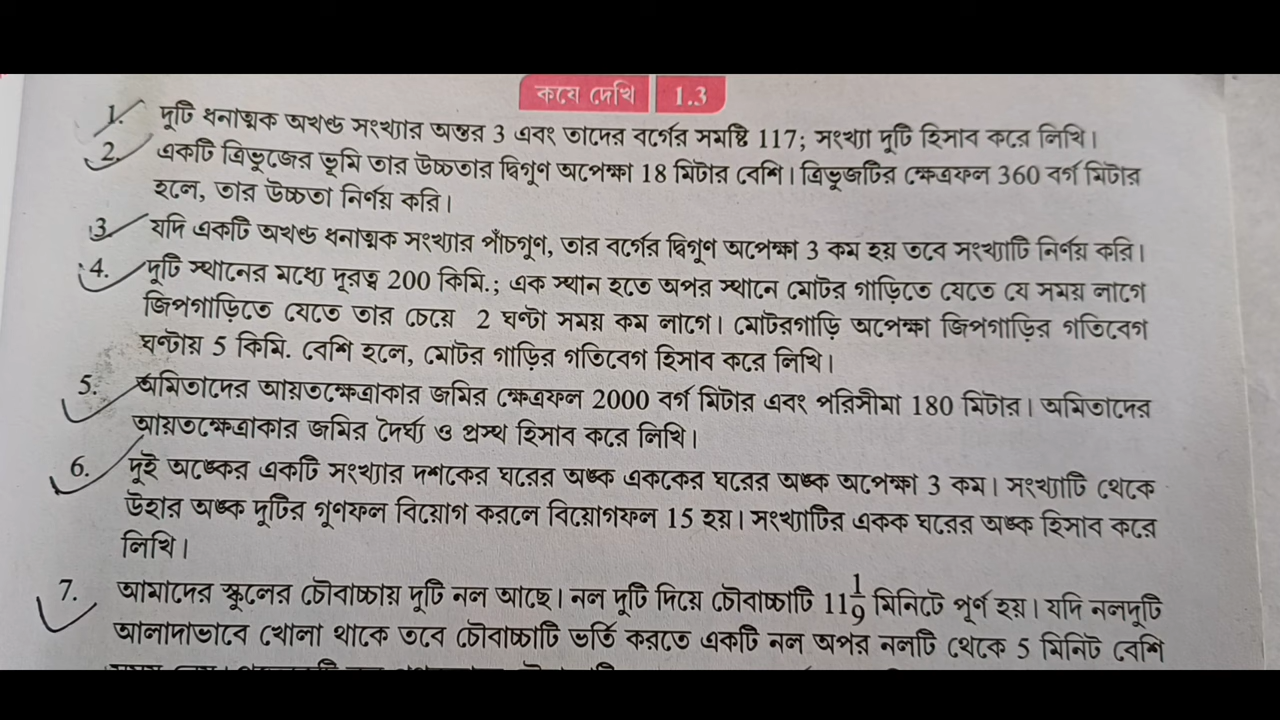 কষে দেখি 1.3
1. দুটি ধনাত্মক অখণ্ড সংখ্যার অন্তর 3 এবং তাদের বর্গের সমষ্টি 117; সংখ্যা দুটি হিসাব করে লিখি।
2. একটি ত্রিভুজের ভূমি তার উচ্চতার দ্বিগুণ অপেক্ষা 18 মিটার বেশি। ত্রিভুজটির ক্ষেত্রফল 360 বর্গ মিটার
হলে, তার উচ্চতা নির্ণয় করি।
3. যদি একটি অখণ্ড ধনাত্মক সংখ্যার পাঁচগুণ, তার বর্গের দ্বিগুণ অপেক্ষা 3 কম হয় তবে সংখ্যাটি নির্ণয় করি।
4. দুটি স্থানের মধ্যে দূরত্ব 200 কিমি.; এক স্থান হতে অপর স্থানে মোটর গাড়িতে যেতে যে সময় লাগে
জিপগাড়িতে যেতে তার চেয়ে 2 ঘণ্টা সময় কম লাগে। মোটরগাড়ি অপেক্ষা জিপগাড়ির গতিবেগ
ঘণ্টায় 5 কিমি. বেশি হলে, মোটর গাড়ির গতিবেগ হিসাব করে লিখি।
5. অমিতাদের আয়তক্ষেত্রাকার জমির ক্ষেত্রফল 2000 বর্গ মিটার এবং পরিসীমা 180 মিটার। অমিতাদের
আয়তক্ষেত্রাকার জমির দৈর্ঘ্য ও প্রস্থ হিসাব করে লিখি।
6. দুই অঙ্কের একটি সংখ্যার দশকের ঘরের অঙ্ক এককের ঘরের অঙ্ক অপেক্ষা 3 কম। সংখ্যাটি থেকে
উহার অঙ্ক দুটির গুণফল বিয়োগ করলে বিয়োগফল 15 হয়। সংখ্যাটির একক ঘরের অঙ্ক হিসাব করে
লিখি।
7. আমাদের স্কুলের চৌবাচ্চায় দুটি নল আছে। নল দুটি দিয়ে চৌবাচ্চাটি 11 1/9 মিনিটে পূর্ণ হয়। যদি নলদুটি
আলাদাভাবে খোলা থাকে তবে চৌবাচ্চাটি ভর্তি করতে একটি নল অপর নলটি থেকে 5 মিনিট বেশি